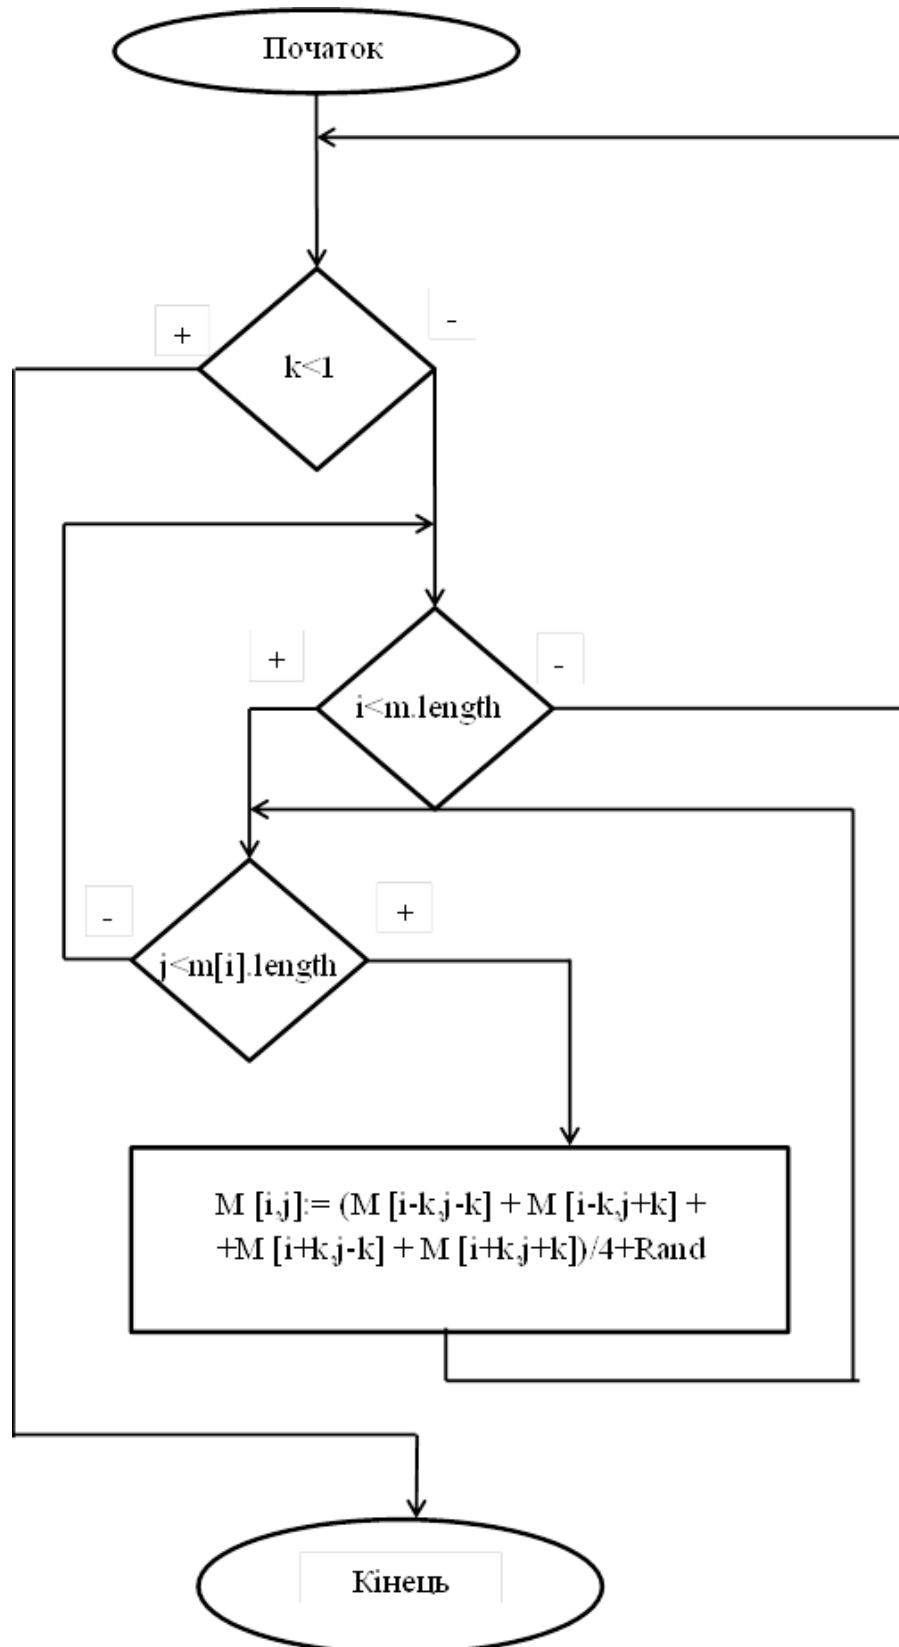 Початок
+
-
k<1
+
-
i<m.length
-
+
j<m[i].length
M [i,j]:= (M [i-k,j-k] + M [i-k,j+k] +
+M [i+k,j-k] + M [i+k,j+k])/4+Rand
Кінець